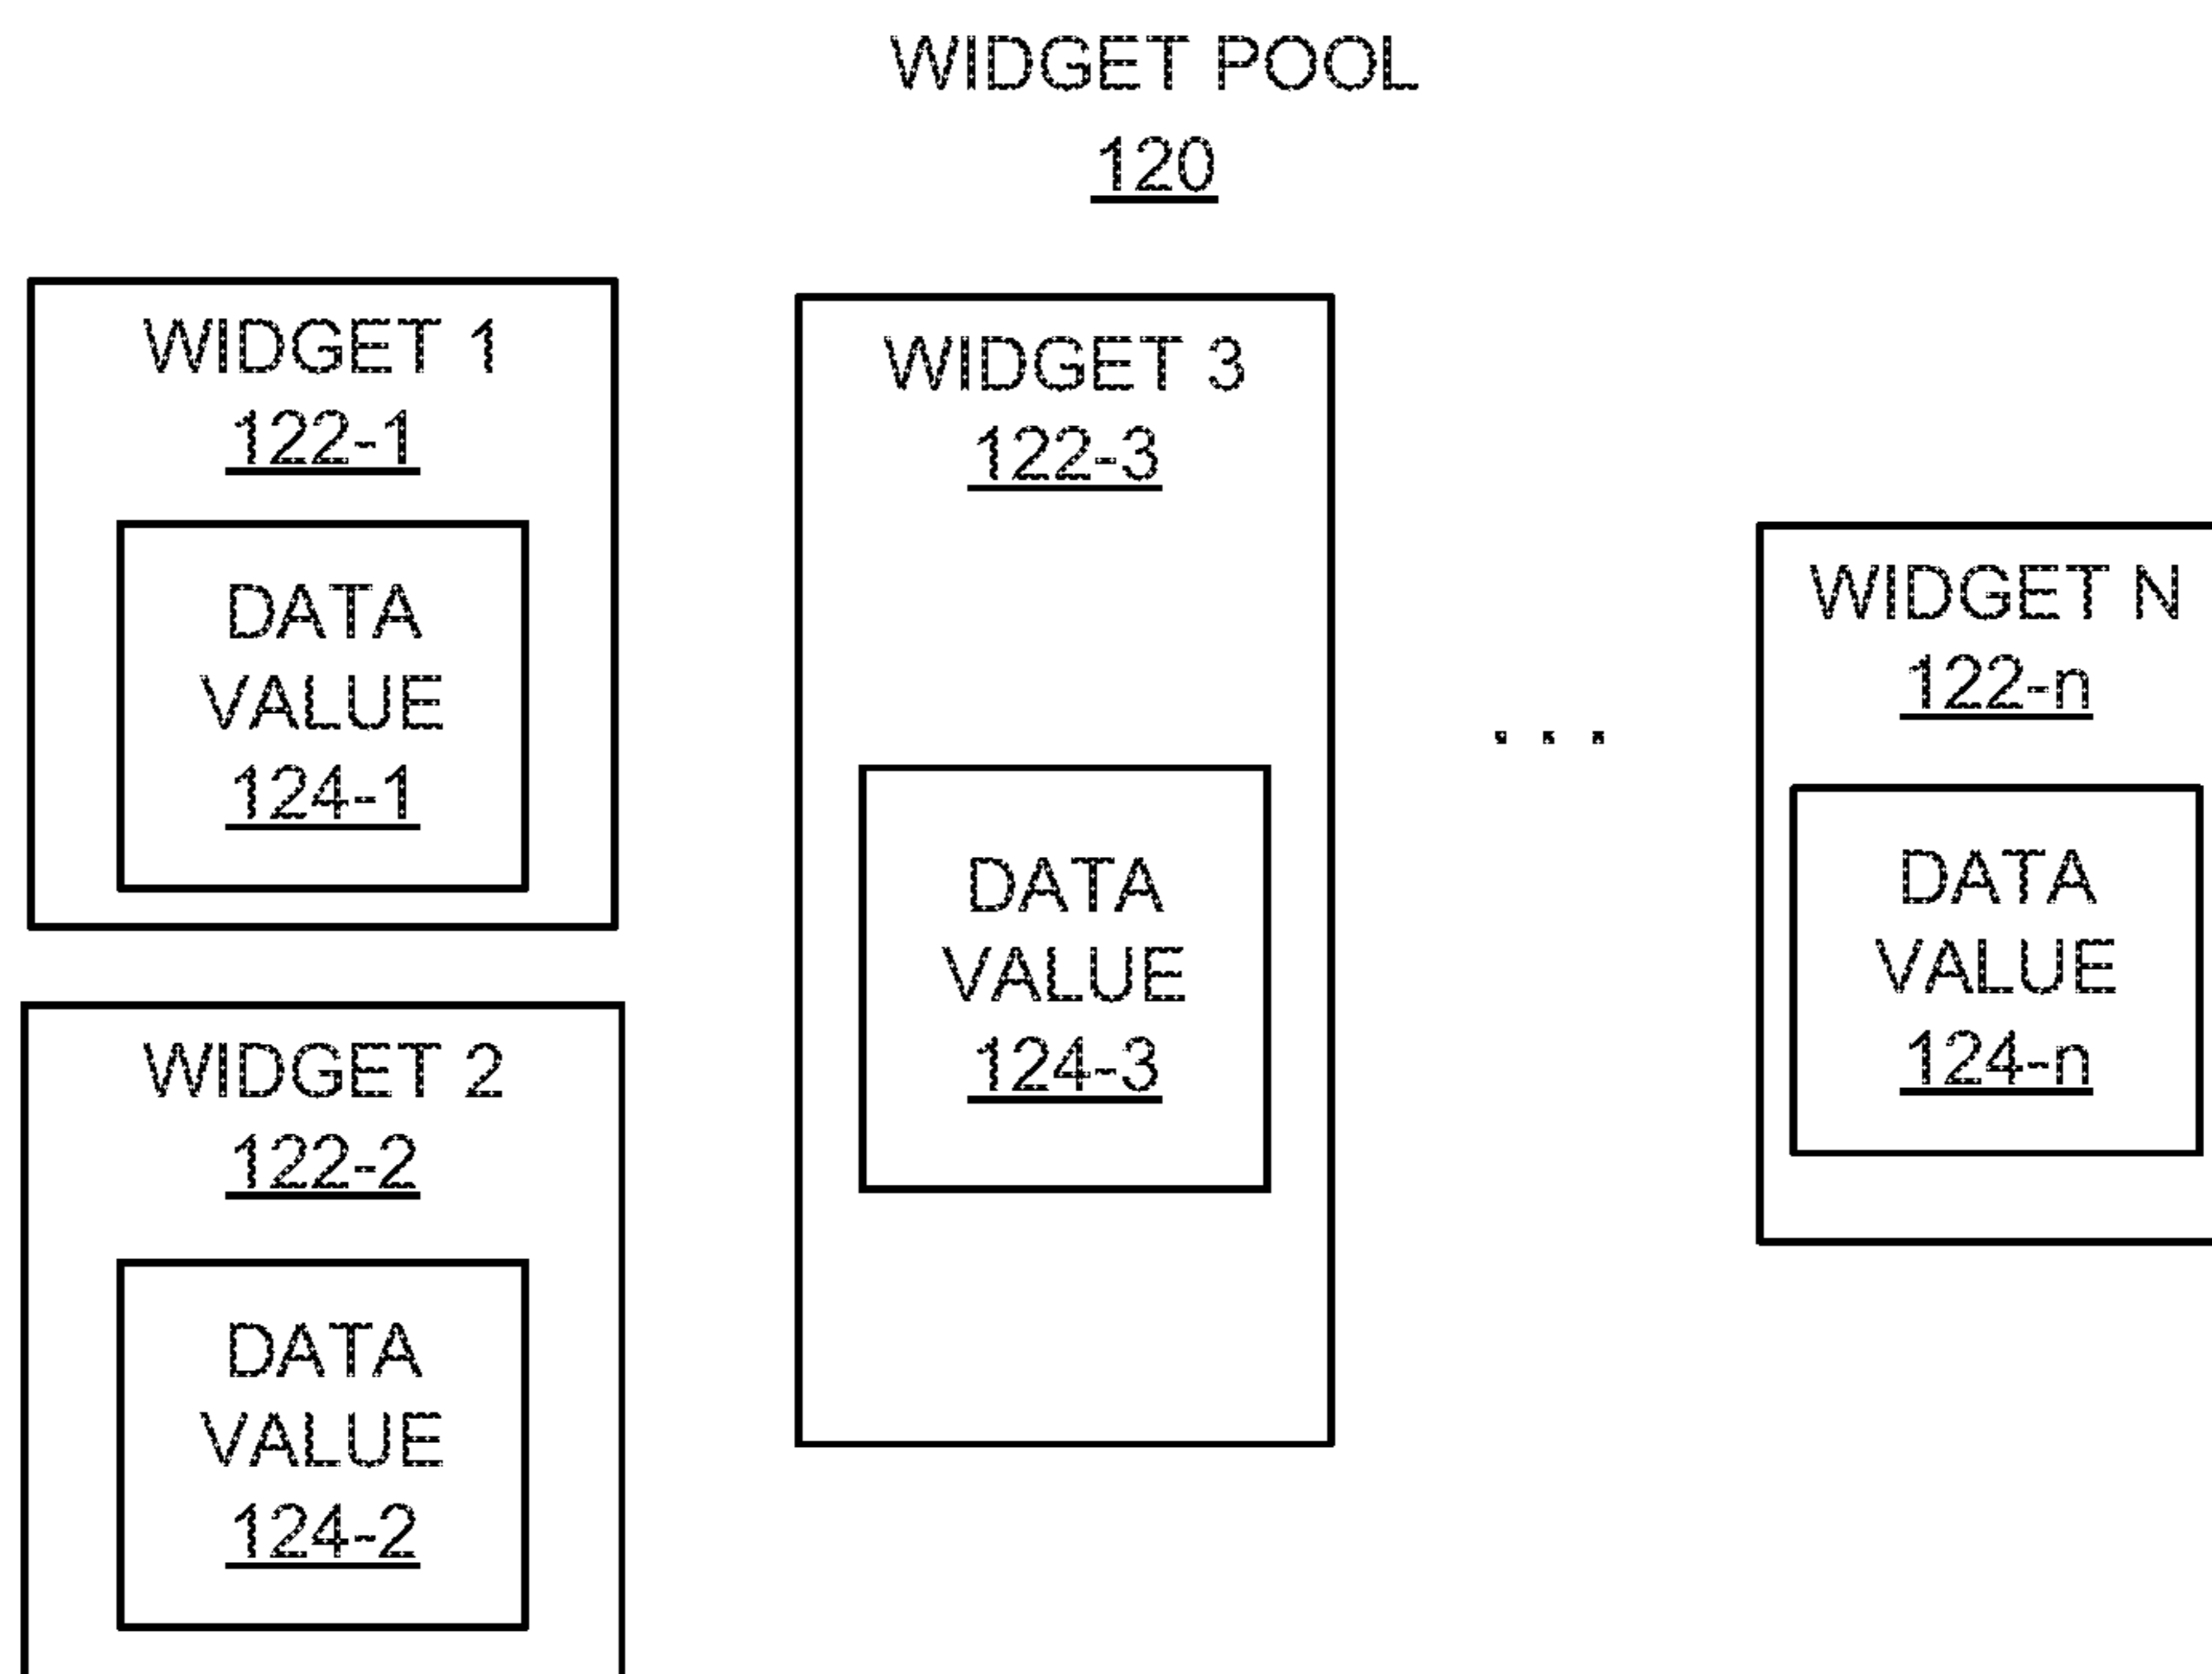 WIDGET POOL
120
WIDGET 1
122-1
DATA
VALUE
124-1
WIDGET 2
122-2
DATA
VALUE
124-2
WIDGET 3
122-3
DATA
VALUE
124-3
. . .
WIDGET N
122-n
DATA
VALUE
124-n